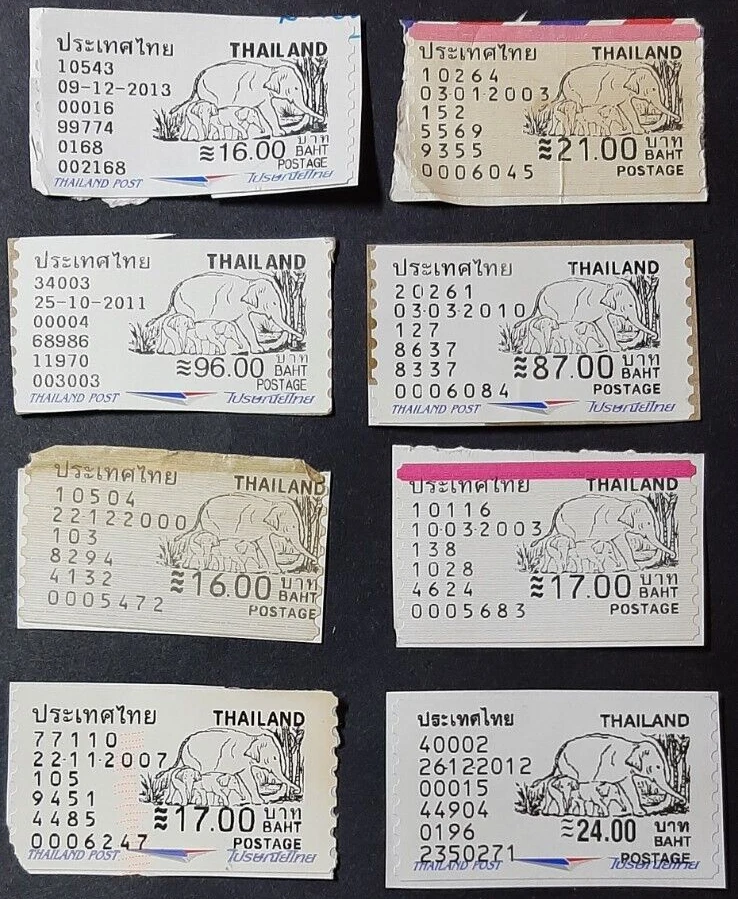 ประเทศไทย THAILAND
10543
09-12-2013
00016
99774
0168 ≈16.00 บาท BAHT
002168 POSTAGE
THAILAND POST ไปรษณีย์ไทย
ประเทศไทย THAILAND
10264
03-01-2003
152
5569
9355 ≈21.00 บาท BAHT
0006045 POSTAGE
ประเทศไทย THAILAND
34003
25-10-2011
00004
68986
11970 ≈96.00 บาท BAHT
003003 POSTAGE
THAILAND POST ไปรษณีย์ไทย
ประเทศไทย THAILAND
20261
03-03-2010
127
8637
8337 ≈87.00 บาท BAHT
0006084 POSTAGE
THAILAND POST ไปรษณีย์ไทย
ประเทศไทย THAILAND
10504
22122000
103
8294
4132 ≈16.00 บาท BAHT
0005472 POSTAGE
ประเทศไทย THAILAND
10116
10-03-2003
138
1028
4624 ≈17.00 บาท BAHT
0005683 POSTAGE
ประเทศไทย THAILAND
77110
22-11-2007
105
9451
4485 ≈17.00 บาท BAHT
0006247 POSTAGE
THAILAND POST ไปรษณีย์ไทย
ประเทศไทย THAILAND
40002
26122012
00015
44904
0196 ≈24.00 บาท BAHT
2350271 POSTAGE
THAILAND POST ไปรษณีย์ไทย